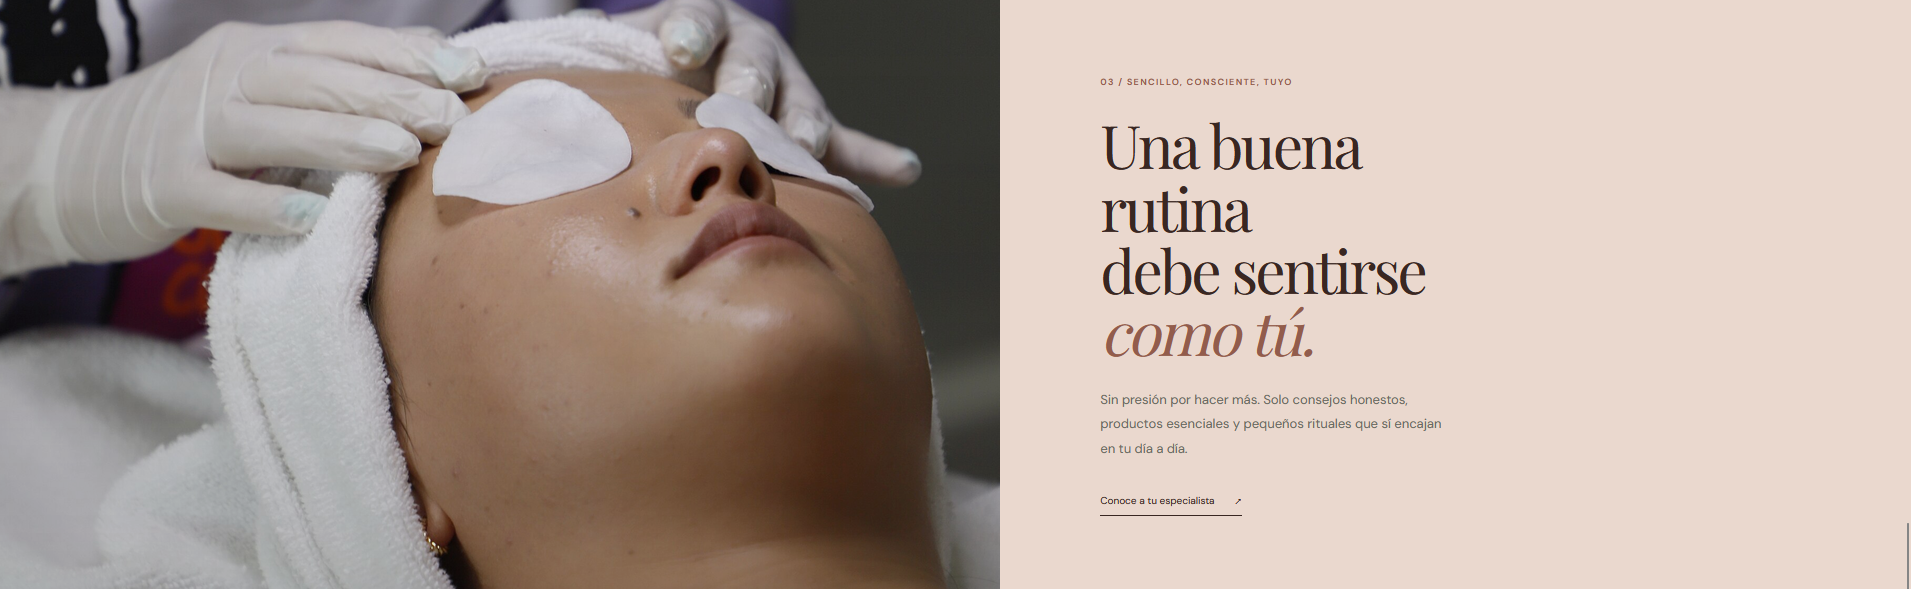 03 / SENCILLO, CONSCIENTE, TUYO
Una buena
rutina
debe sentirse
como tú.
Sin presión por hacer más. Solo consejos honestos,
productos esenciales y pequeños rituales que sí encajan
en tu día a día.
Conoce a tu especialista ↗